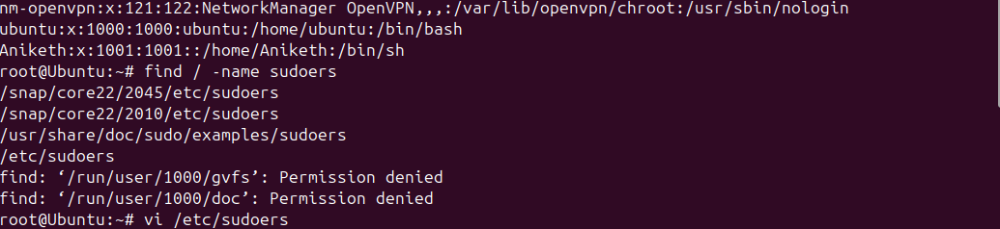 nm-openvpn:x:121:122:NetworkManager OpenVPN,,,:/var/lib/openvpn/chroot:/usr/sbin/nologin
ubuntu:x:1000:1000:ubuntu:/home/ubuntu:/bin/bash
Aniketh:x:1001:1001::/home/Aniketh:/bin/sh
root@Ubuntu:~# find / -name sudoers
/snap/core22/2045/etc/sudoers
/snap/core22/2010/etc/sudoers
/usr/share/doc/sudo/examples/sudoers
/etc/sudoers
find: ‘/run/user/1000/gvfs’: Permission denied
find: ‘/run/user/1000/doc’: Permission denied
root@Ubuntu:~# vi /etc/sudoers